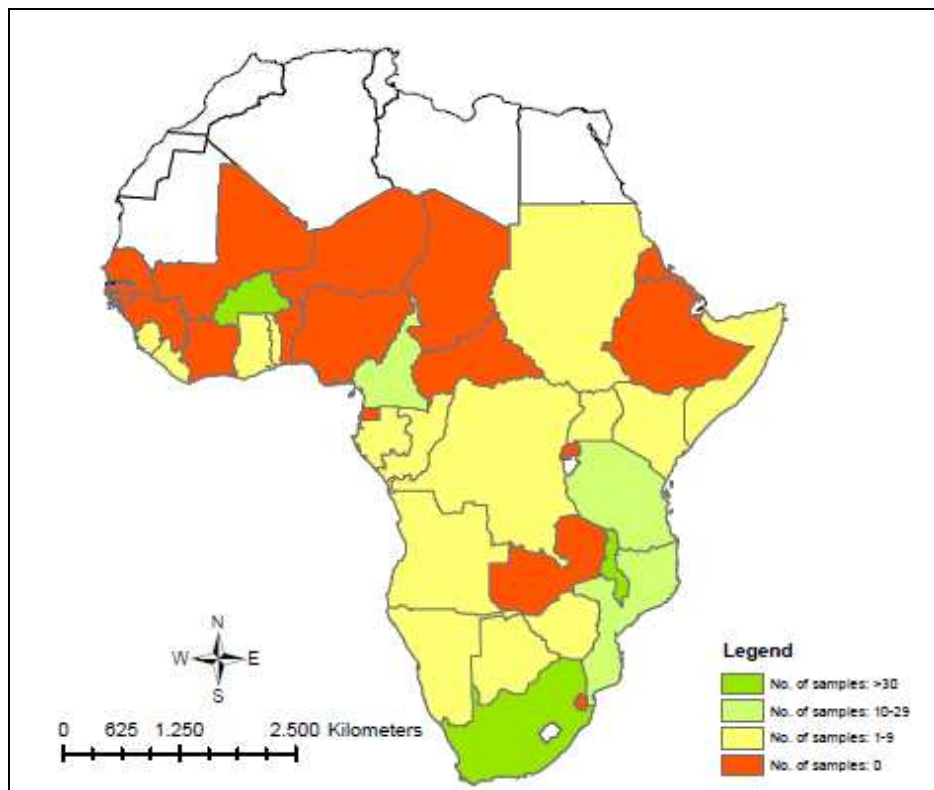 N
W E
S
0 625 1.250 2.500 Kilometers
Legend
No. of samples: >30
No. of samples: 10-29
No. of samples: 1-9
No. of samples: 0